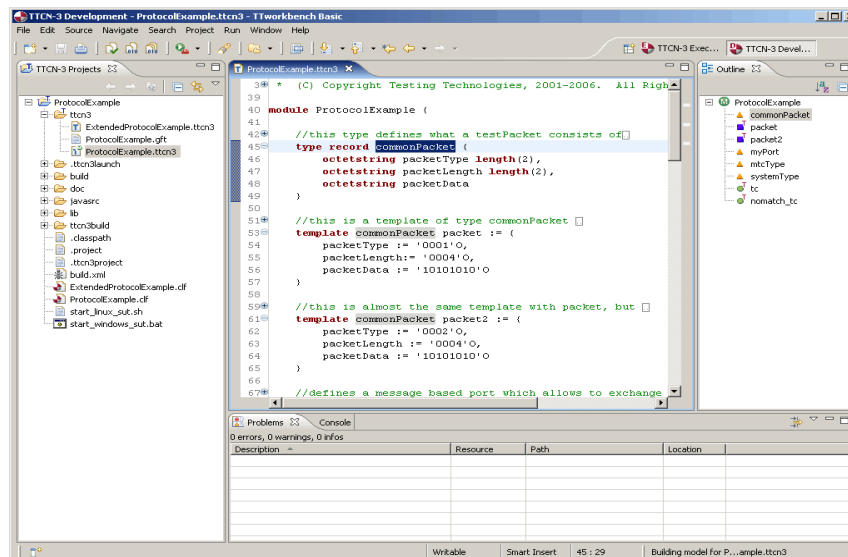 TTCN-3 Development - ProtocolExample.ttcn3 - TTworkbench Basic
File Edit Source Navigate Search Project Run Window Help
TTCN-3 Exec... TTCN-3 Devel...
TTCN-3 Projects
ProtocolExample
ttcn3
ExtendedProtocolExample.ttcn3
ProtocolExample.gft
ProtocolExample.ttcn3
.ttcn3launch
build
doc
javasrc
lib
ttcn3build
.classpath
.project
.ttcn3project
build.xml
ExtendedProtocolExample.clf
ProtocolExample.clf
start_linux_sut.sh
start_windows_sut.bat
ProtocolExample.ttcn3
3 * (C) Copyright Testing Technologies, 2001-2006. All Righ
39
40 module ProtocolExample {
41
42 //this type defines what a testPacket consists of
45 type record commonPacket {
46 octetstring packetType length(2),
47 octetstring packetLength length(2),
48 octetstring packetData
49 }
50
51 //this is a template of type commonPacket
53 template commonPacket packet := {
54 packetType := '0001'O,
55 packetLength:= '0004'O,
56 packetData := '10101010'O
57 }
58
59 //this is almost the same template with packet, but
61 template commonPacket packet2 := {
62 packetType := '0002'O,
63 packetLength := '0004'O,
64 packetData := '10101010'O
65 }
66
67 //defines a message based port which allows to exchange
Outline
ProtocolExample
commonPacket
packet
packet2
myPort
mtcType
systemType
tc
nomatch_tc
Problems Console
0 errors, 0 warnings, 0 infos
Description Resource Path Location
Writable Smart Insert 45 : 29 Building model for P...ample.ttcn3